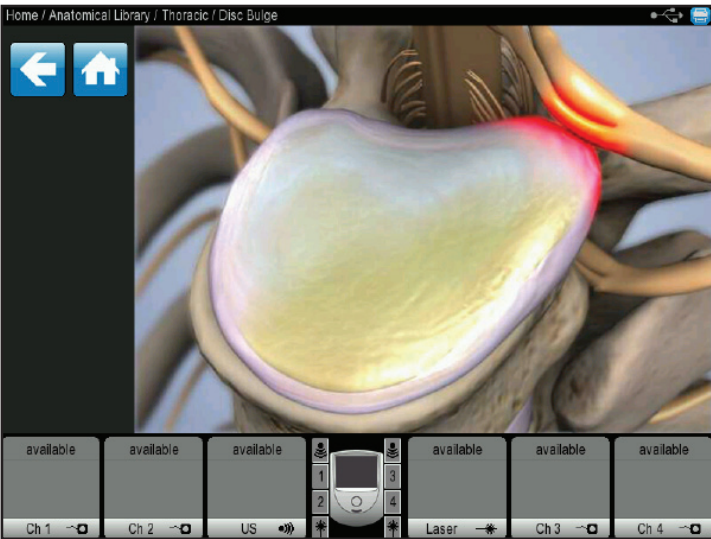 Home / Anatomical Library / Thoracic / Disc Bulge
available
available
available
available
available
available
1
3
2
4
Ch 1
Ch 2
US
Laser
Ch 3
Ch 4